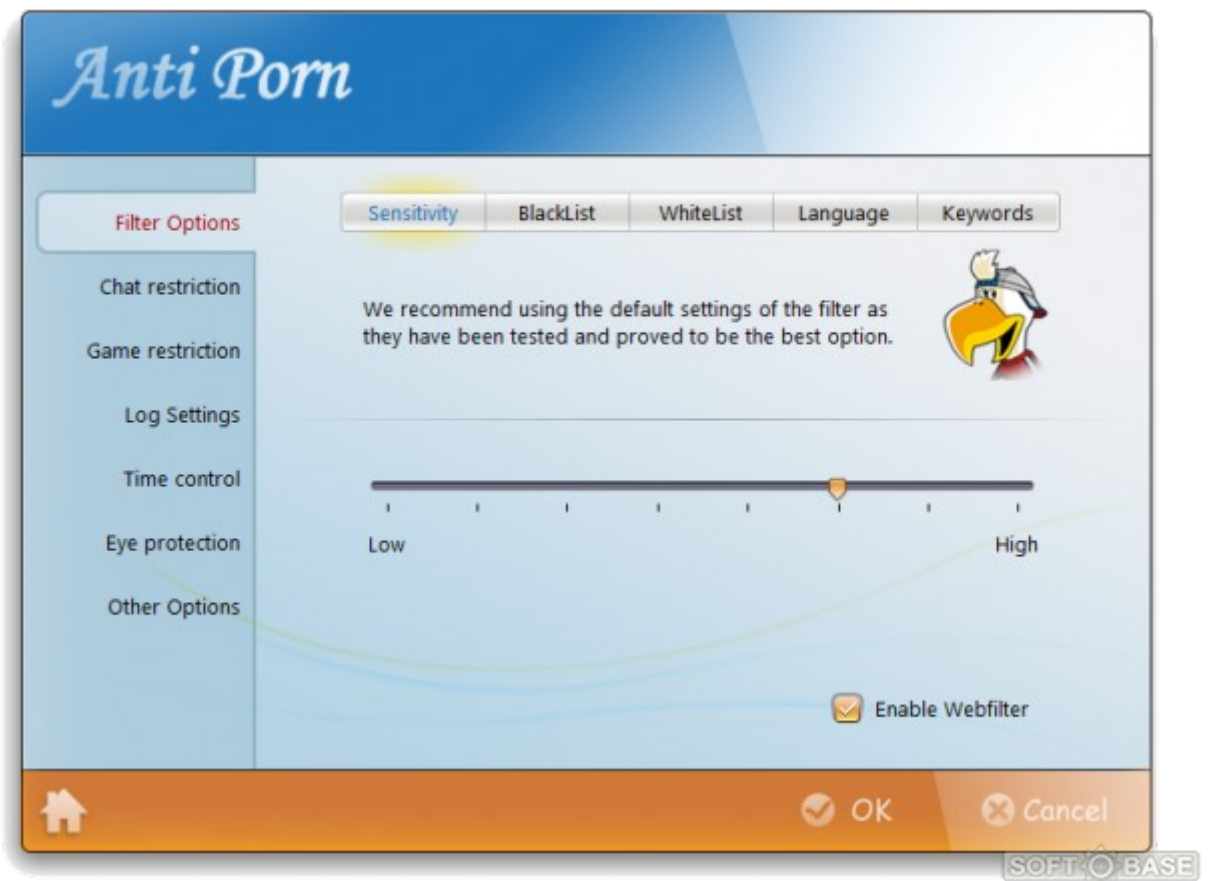 Anti Porn
Filter Options
Chat restriction
Game restriction
Log Settings
Time control
Eye protection
Other Options
Sensitivity BlackList WhiteList Language Keywords
We recommend using the default settings of the filter as
they have been tested and proved to be the best option.
Low High
Enable Webfilter
OK Cancel
SOFT BASE